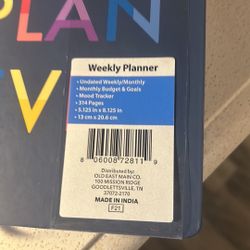 PLAN
V
Weekly Planner
• Undated Weekly/Monthly
• Monthly Budget & Goals
• Mood Tracker
• 314 Pages
• 5.125 in x 8.125 in
• 13 cm x 20.6 cm
8 06008 72811 9
Distributed by:
OLD EAST MAIN CO.
100 MISSION RIDGE
GOODLETTSVILLE, TN
37072-2170
MADE IN INDIA
F21